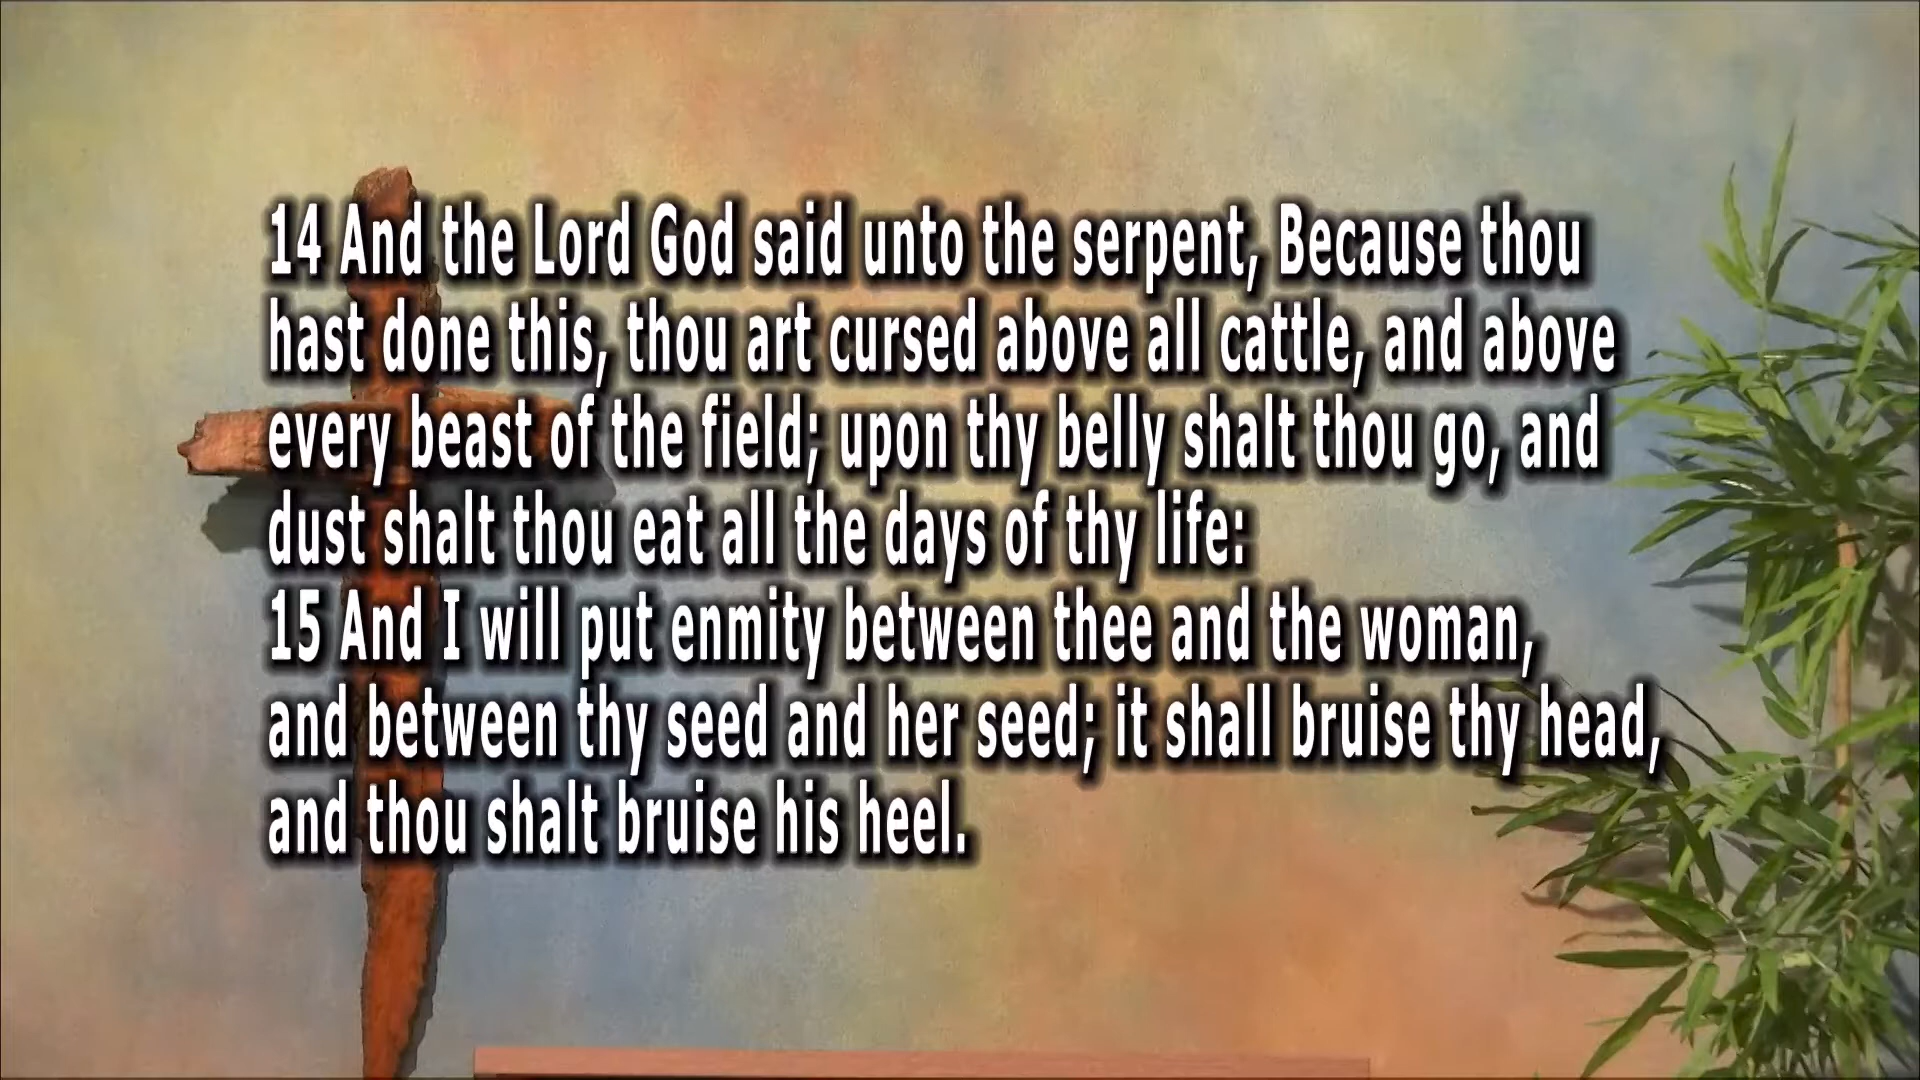 14 And the Lord God said unto the serpent, Because thou
hast done this, thou art cursed above all cattle, and above
every beast of the field; upon thy belly shalt thou go, and
dust shalt thou eat all the days of thy life:
15 And I will put enmity between thee and the woman,
and between thy seed and her seed; it shall bruise thy head,
and thou shalt bruise his heel.